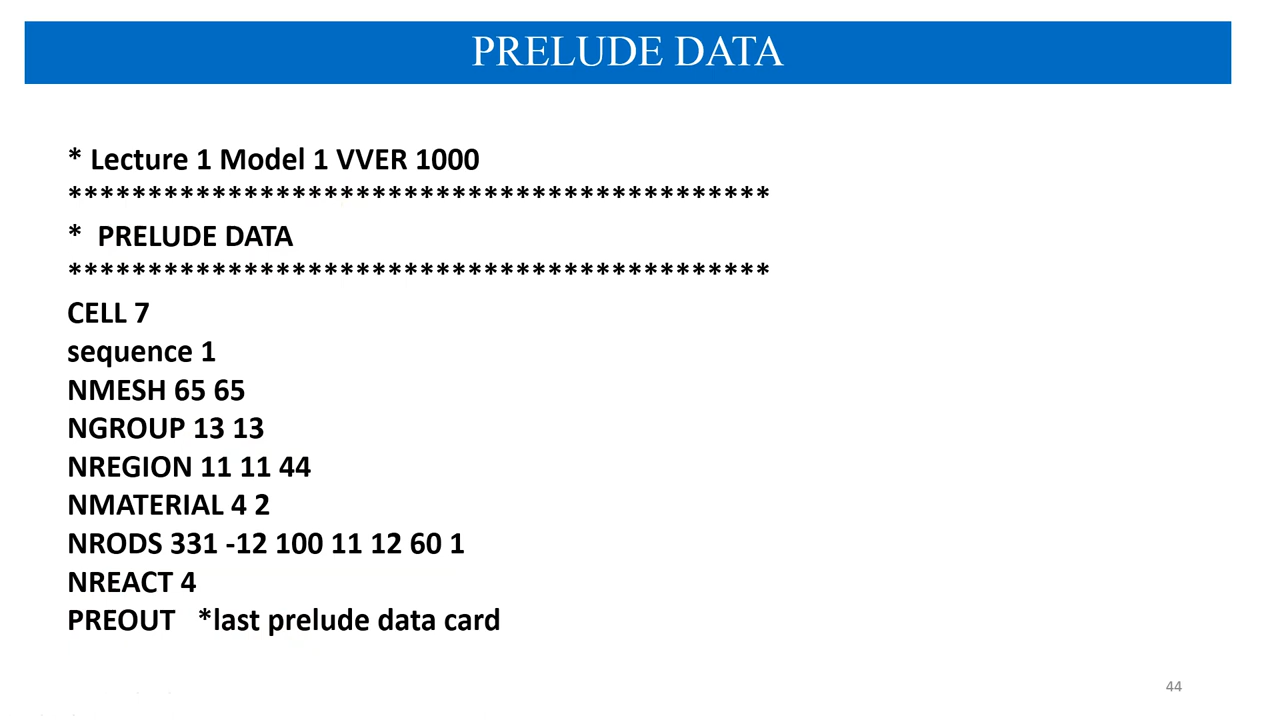 PRELUDE DATA
* Lecture 1 Model 1 VVER 1000
********************************************
*  PRELUDE DATA
********************************************
CELL 7
sequence 1
NMESH 65 65
NGROUP 13 13
NREGION 11 11 44
NMATERIAL 4 2
NRODS 331 -12 100 11 12 60 1
NREACT 4
PREOUT   *last prelude data card
44